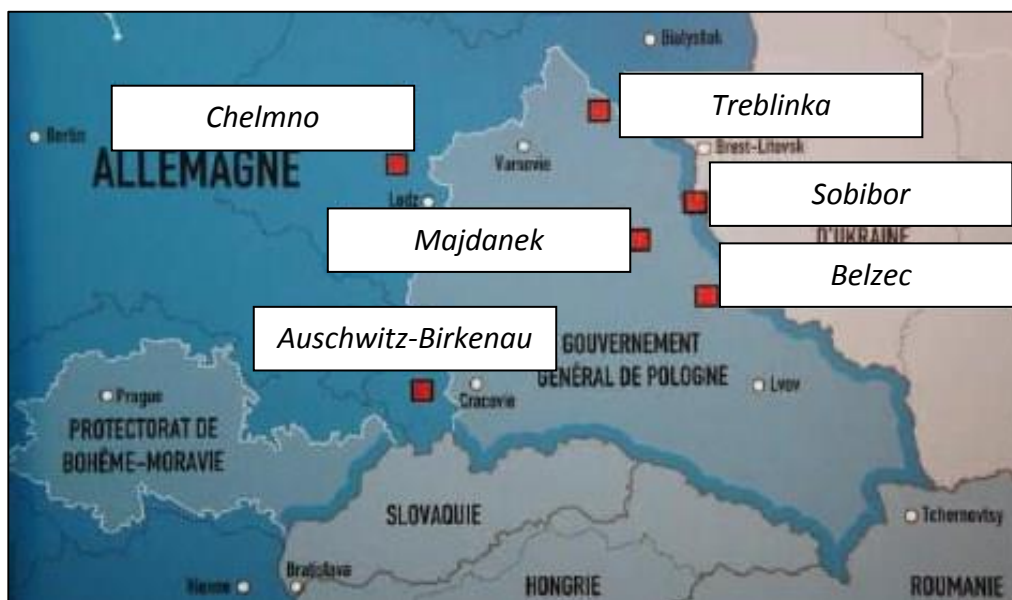 Bialystok
Chelmno
Treblinka
Berlin
ALLEMAGNE
Varsovie
Brest-Litovsk
Lodz
Sobibor
Majdanek
D'UKRAINE
Belzec
Auschwitz-Birkenau
GOUVERNEMENT
GÉNÉRAL DE POLOGNE
Prague
Cracovie
Lvov
PROTECTORAT DE
BOHÊME-MORAVIE
SLOVAQUIE
Tchernovtsy
Vienne
Bratislava
HONGRIE
ROUMANIE